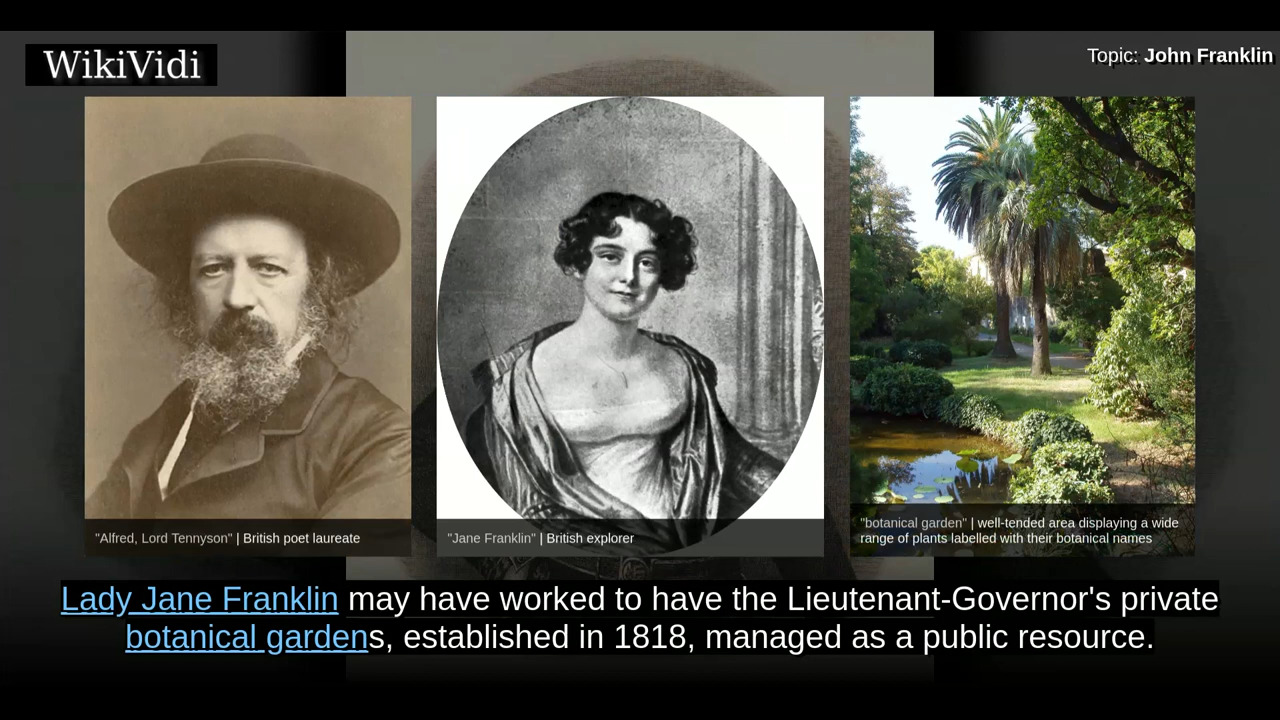 WikiVidi
Topic: John Franklin
"Alfred, Lord Tennyson" | British poet laureate
"Jane Franklin" | British explorer
"botanical garden" | well-tended area displaying a wide
range of plants labelled with their botanical names
Lady Jane Franklin may have worked to have the Lieutenant-Governor's private
botanical gardens, established in 1818, managed as a public resource.